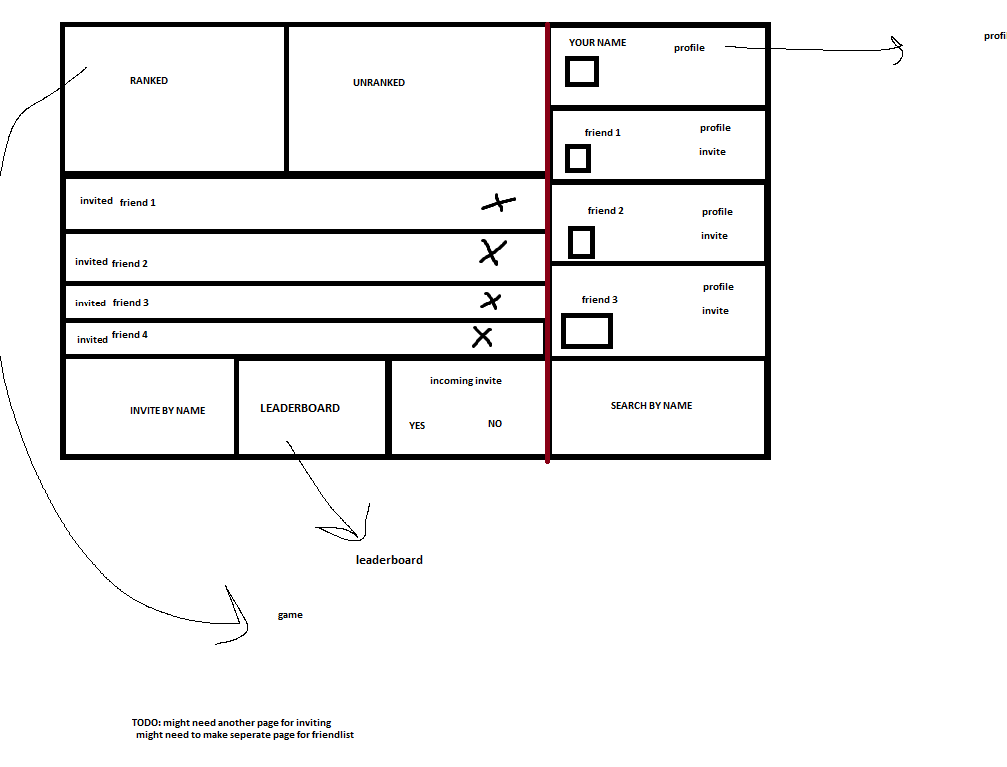 RANKED
UNRANKED
YOUR NAME
profile
profi
friend 1
profile
invite
invited friend 1
friend 2
profile
invite
invited friend 2
friend 3
profile
invite
invited friend 3
invited friend 4
INVITE BY NAME
LEADERBOARD
incoming invite
YES
NO
SEARCH BY NAME
leaderboard
game
TODO: might need another page for inviting
might need to make seperate page for friendlist